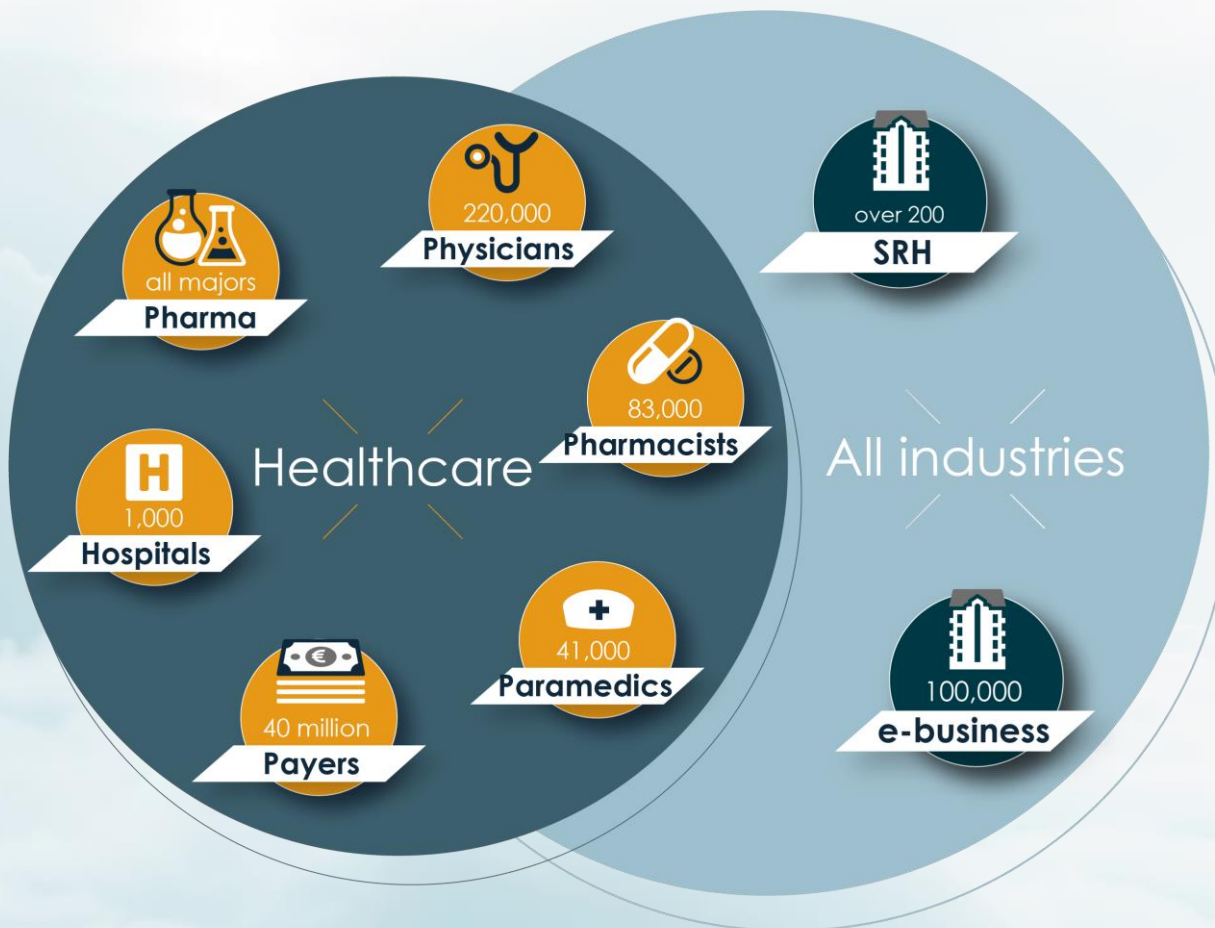 220,000
Physicians
all majors
Pharma
83,000
Pharmacists
Healthcare
H
1,000
Hospitals
41,000
Paramedics
€
40 million
Payers
over 200
SRH
All industries
100,000
e-business